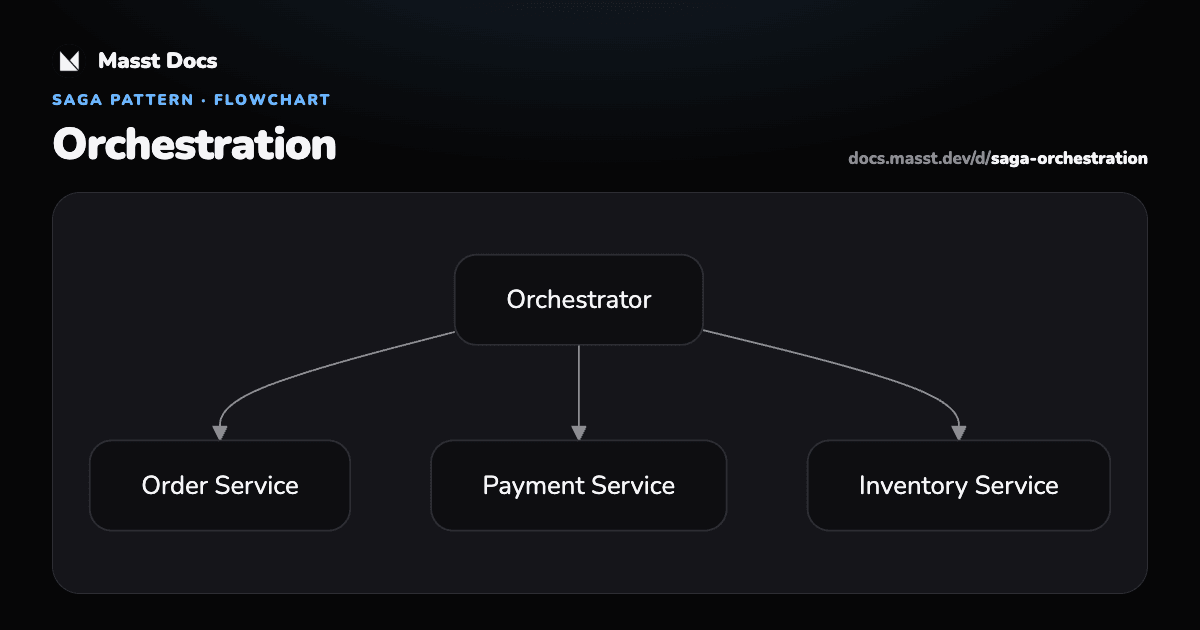 Masst Docs
SAGA PATTERN · FLOWCHART
Orchestration
docs.masst.dev/d/saga-orchestration
Orchestrator
Order Service
Payment Service
Inventory Service